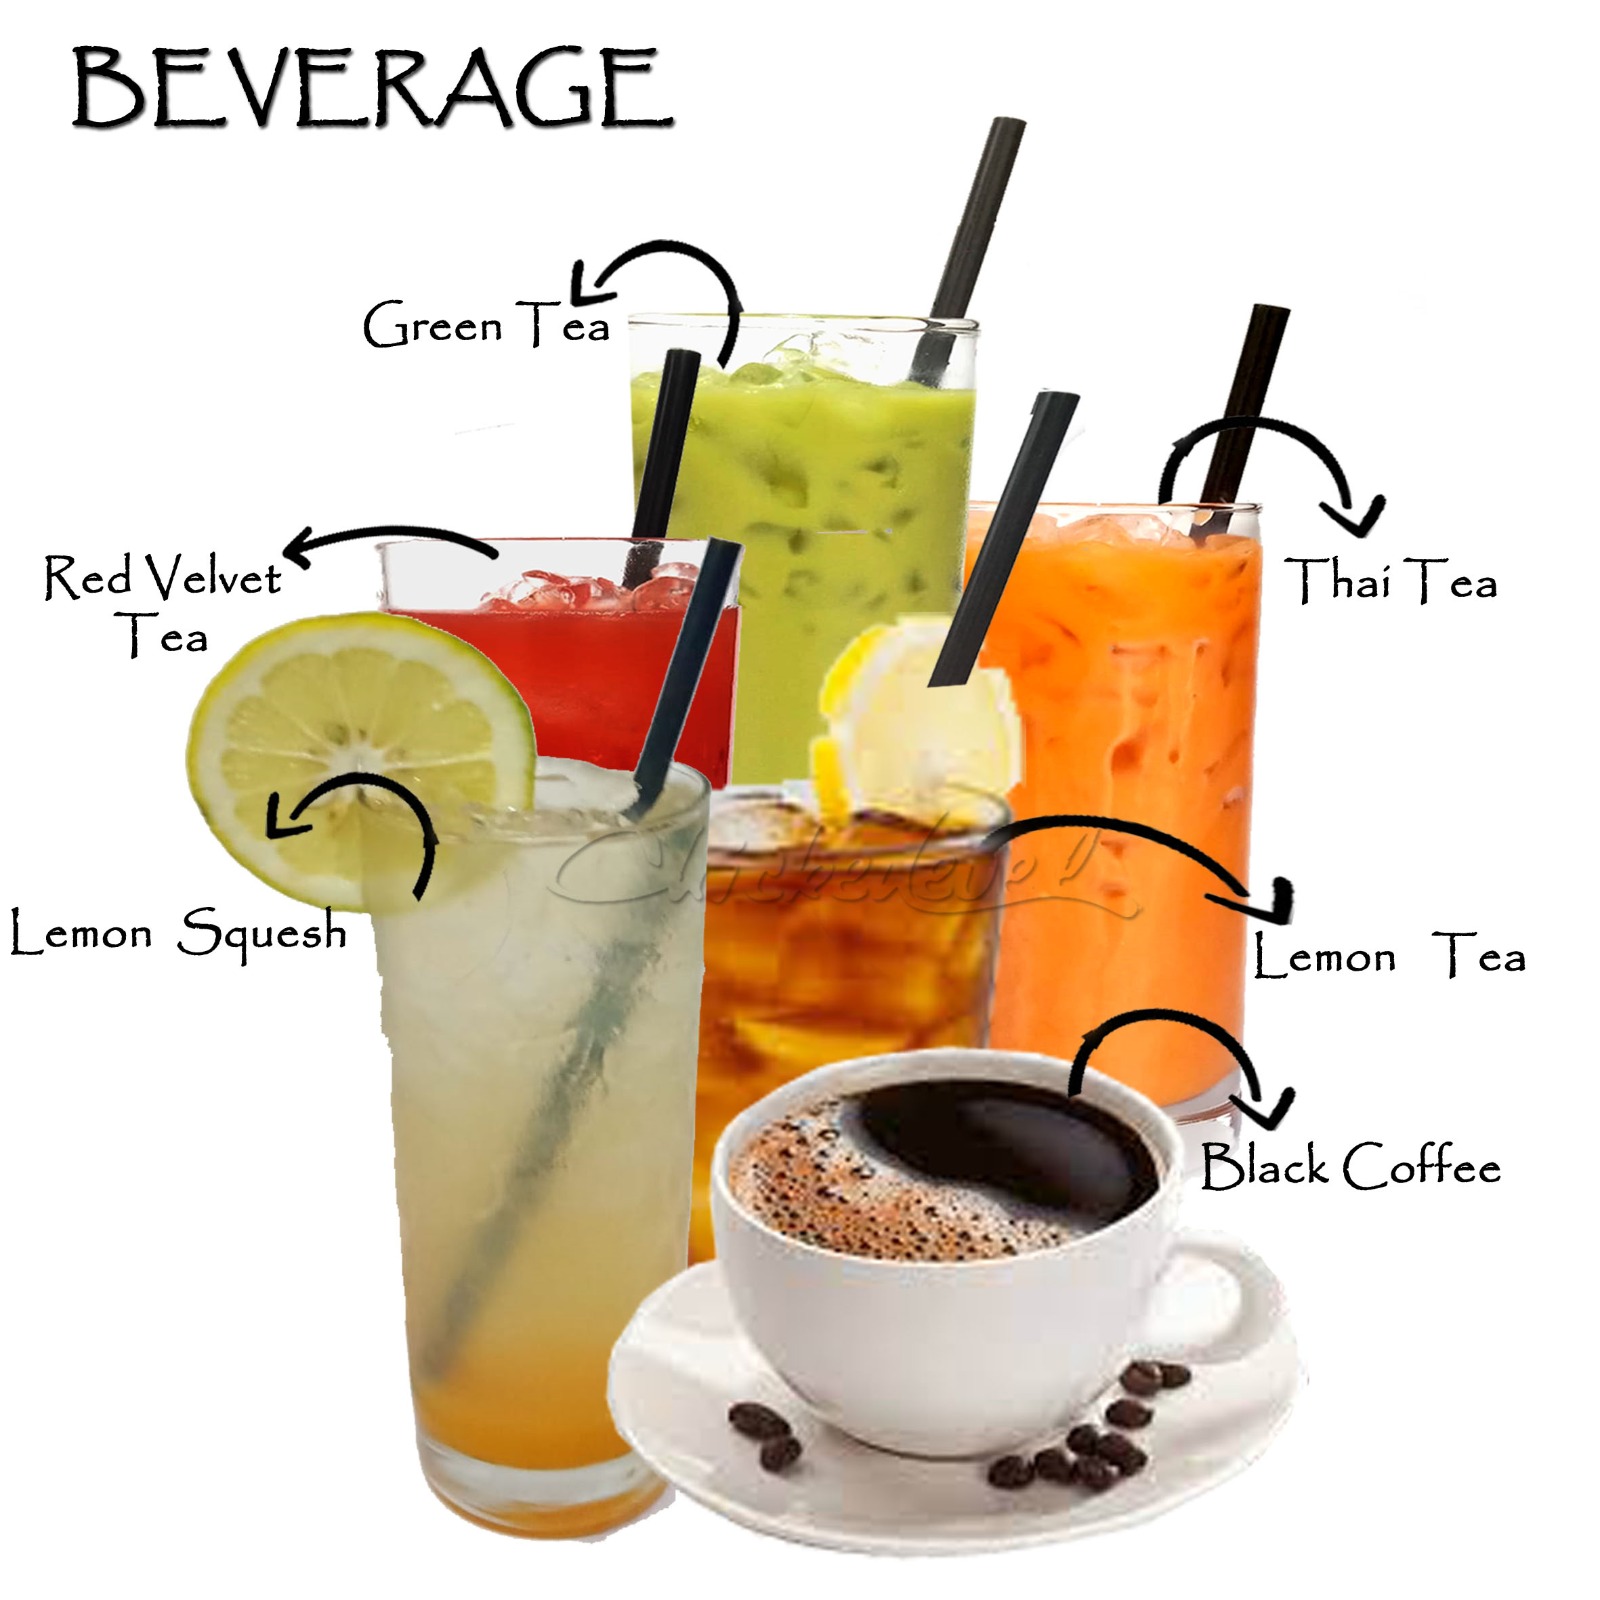 BEVERAGE
Green Tea
Red Velvet
Tea
Thai Tea
Lemon Squesh
Lemon Tea
Black Coffee